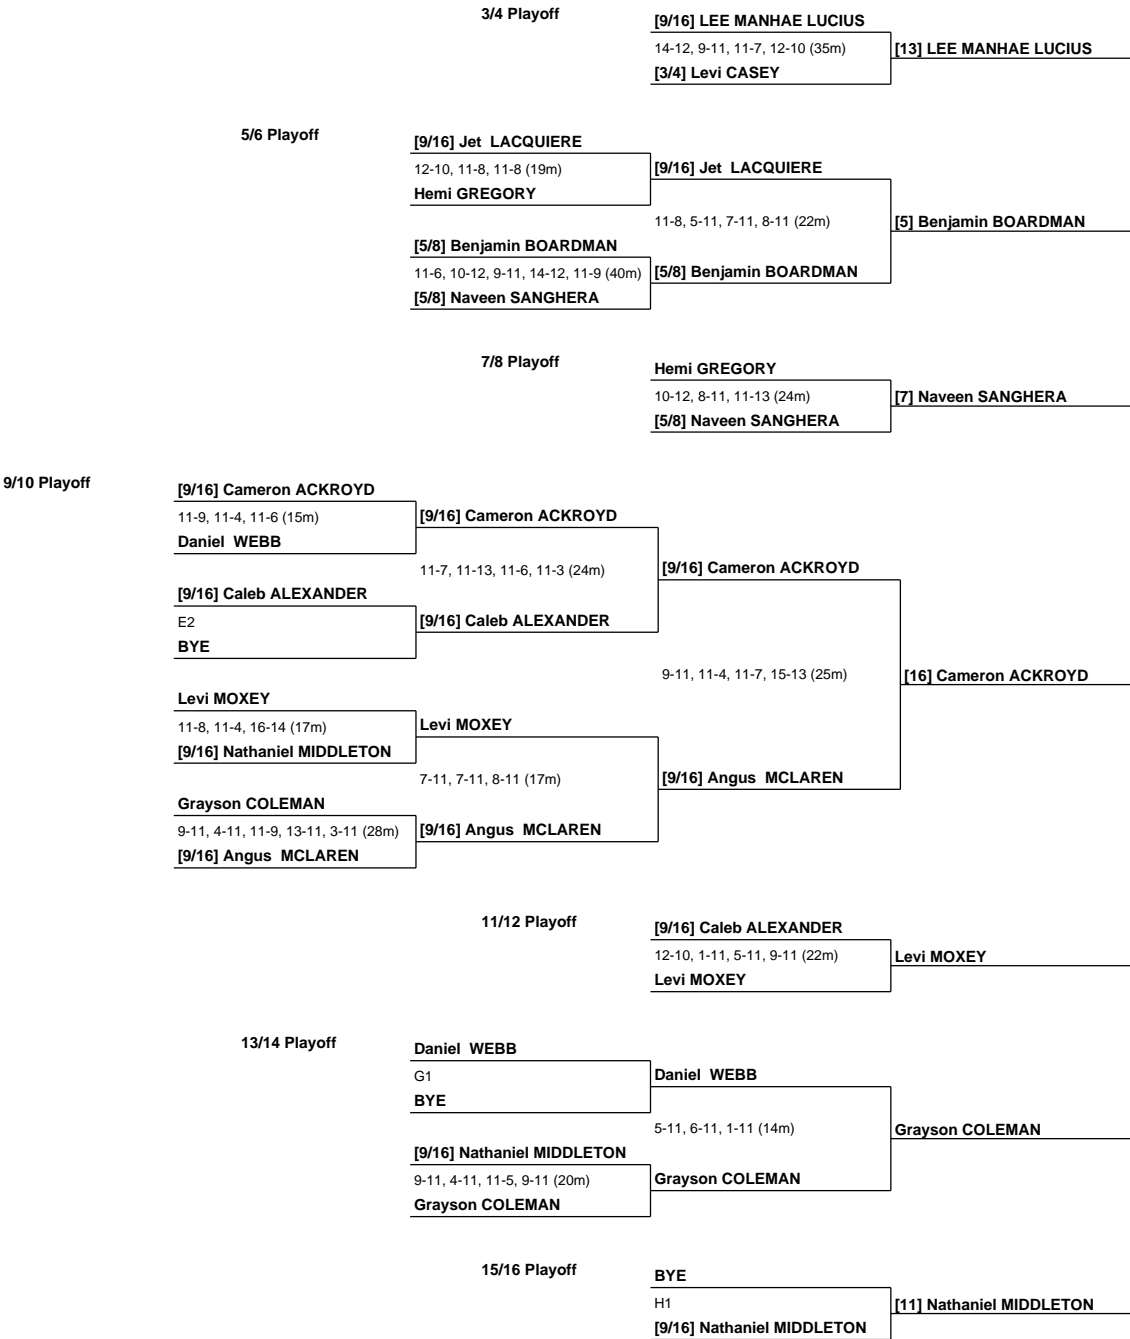 3/4 Playoff
[9/16] LEE MANHAE LUCIUS
14-12, 9-11, 11-7, 12-10 (35m)
[13] LEE MANHAE LUCIUS
[3/4] Levi CASEY
5/6 Playoff
[9/16] Jet LACQUIERE
12-10, 11-8, 11-8 (19m)
[9/16] Jet LACQUIERE
Hemi GREGORY
11-8, 5-11, 7-11, 8-11 (22m)
[5] Benjamin BOARDMAN
[5/8] Benjamin BOARDMAN
11-6, 10-12, 9-11, 14-12, 11-9 (40m)
[5/8] Benjamin BOARDMAN
[5/8] Naveen SANGHERA
7/8 Playoff
Hemi GREGORY
10-12, 8-11, 11-13 (24m)
[7] Naveen SANGHERA
[5/8] Naveen SANGHERA
9/10 Playoff
[9/16] Cameron ACKROYD
11-9, 11-4, 11-6 (15m)
[9/16] Cameron ACKROYD
Daniel WEBB
11-7, 11-13, 11-6, 11-3 (24m)
[9/16] Cameron ACKROYD
[9/16] Caleb ALEXANDER
E2
[9/16] Caleb ALEXANDER
BYE
9-11, 11-4, 11-7, 15-13 (25m)
[16] Cameron ACKROYD
Levi MOXEY
11-8, 11-4, 16-14 (17m)
Levi MOXEY
[9/16] Nathaniel MIDDLETON
7-11, 7-11, 8-11 (17m)
[9/16] Angus MCLAREN
Grayson COLEMAN
9-11, 4-11, 11-9, 13-11, 3-11 (28m)
[9/16] Angus MCLAREN
[9/16] Angus MCLAREN
11/12 Playoff
[9/16] Caleb ALEXANDER
12-10, 1-11, 5-11, 9-11 (22m)
Levi MOXEY
Levi MOXEY
13/14 Playoff
Daniel WEBB
G1
Daniel WEBB
BYE
5-11, 6-11, 1-11 (14m)
Grayson COLEMAN
[9/16] Nathaniel MIDDLETON
9-11, 4-11, 11-5, 9-11 (20m)
Grayson COLEMAN
Grayson COLEMAN
15/16 Playoff
BYE
H1
[11] Nathaniel MIDDLETON
[9/16] Nathaniel MIDDLETON